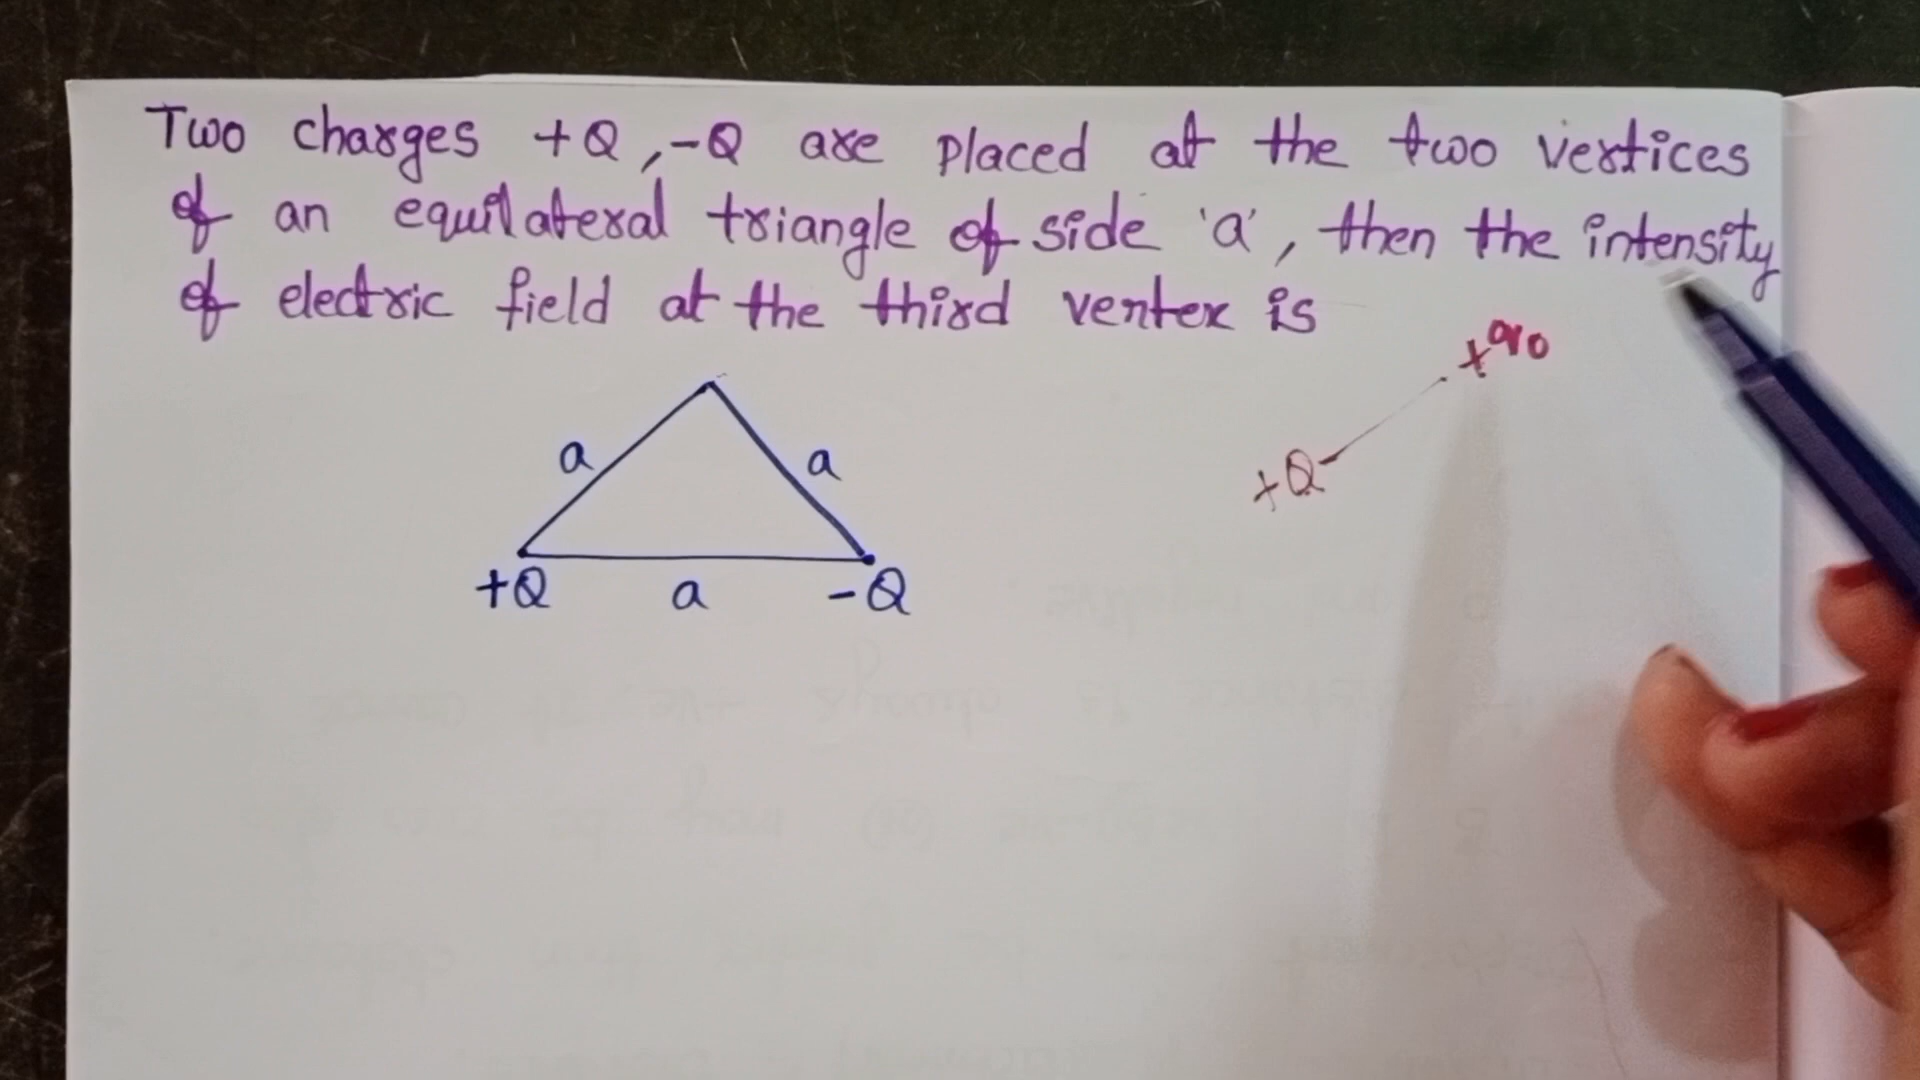 Two charges +Q, -Q are placed at the two vertices
of an equilateral triangle of side 'a', then the intensity
of electric field at the third vertex is
+q0
a
a
+Q
+Q
a
-Q